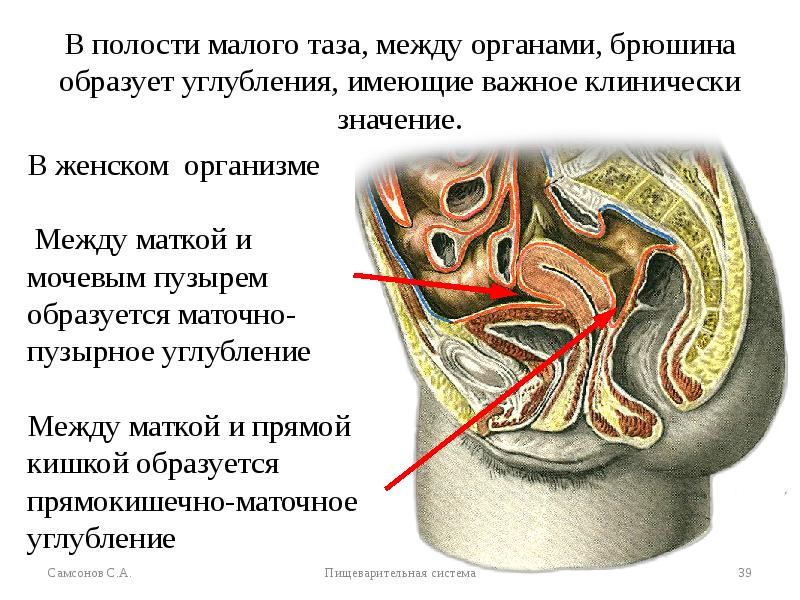 В полости малого таза, между органами, брюшина
образует углубления, имеющие важное клинически
значение.
В женском организме
Между маткой и
мочевым пузырем
образуется маточно-
пузырное углубление
Между маткой и прямой
кишкой образуется
прямокишечно-маточное
углубление
Самсонов С.А.
Пищеварительная система
39